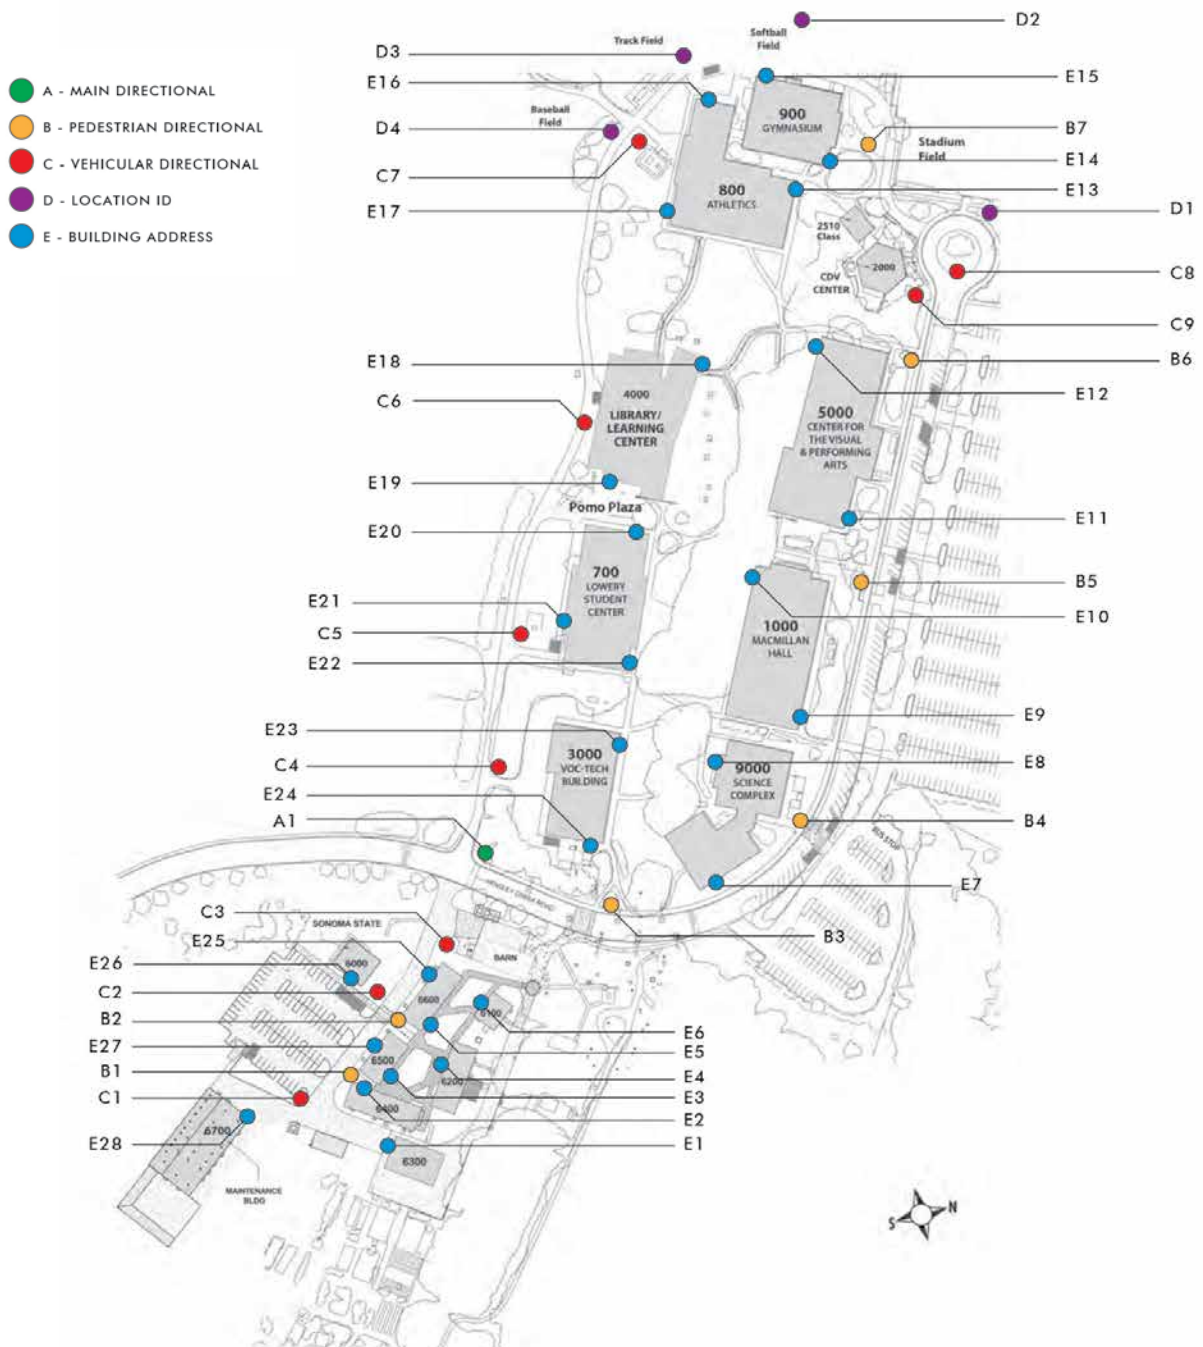 D2
Track Field
Softball
Field
D3
E16
E15
A - MAIN DIRECTIONAL
B - PEDESTRIAN DIRECTIONAL
C - VEHICULAR DIRECTIONAL
D - LOCATION ID
E - BUILDING ADDRESS
Baseball
Field
900
GYMNASIUM
D4
B7
Stadium
Field
E14
C7
800
ATHLETICS
E13
E17
D1
2510
Class
2000
CDV
CENTER
C8
C9
E18
B6
4000
LIBRARY/
LEARNING
CENTER
C6
E12
5000
CENTER FOR
THE VISUAL
& PERFORMING
ARTS
E19
Pomo Plaza
E11
E20
700
LOWERY
STUDENT
CENTER
B5
E21
C5
E10
1000
MACMILLAN
HALL
E22
E9
E23
3000
VOC-TECH
BUILDING
C4
E8
9000
SCIENCE
COMPLEX
E24
A1
B4
BUS STOP
HENSLEY CREEK ROAD
E7
C3
SONOMA STATE
B3
E25
BARN
E26
6000
C2
6600
6100
B2
E6
E5
E27
6500
B1
E4
6200
C1
E3
6400
E2
E28
6700
E1
6300
MAINTENANCE
BLDG
N
S